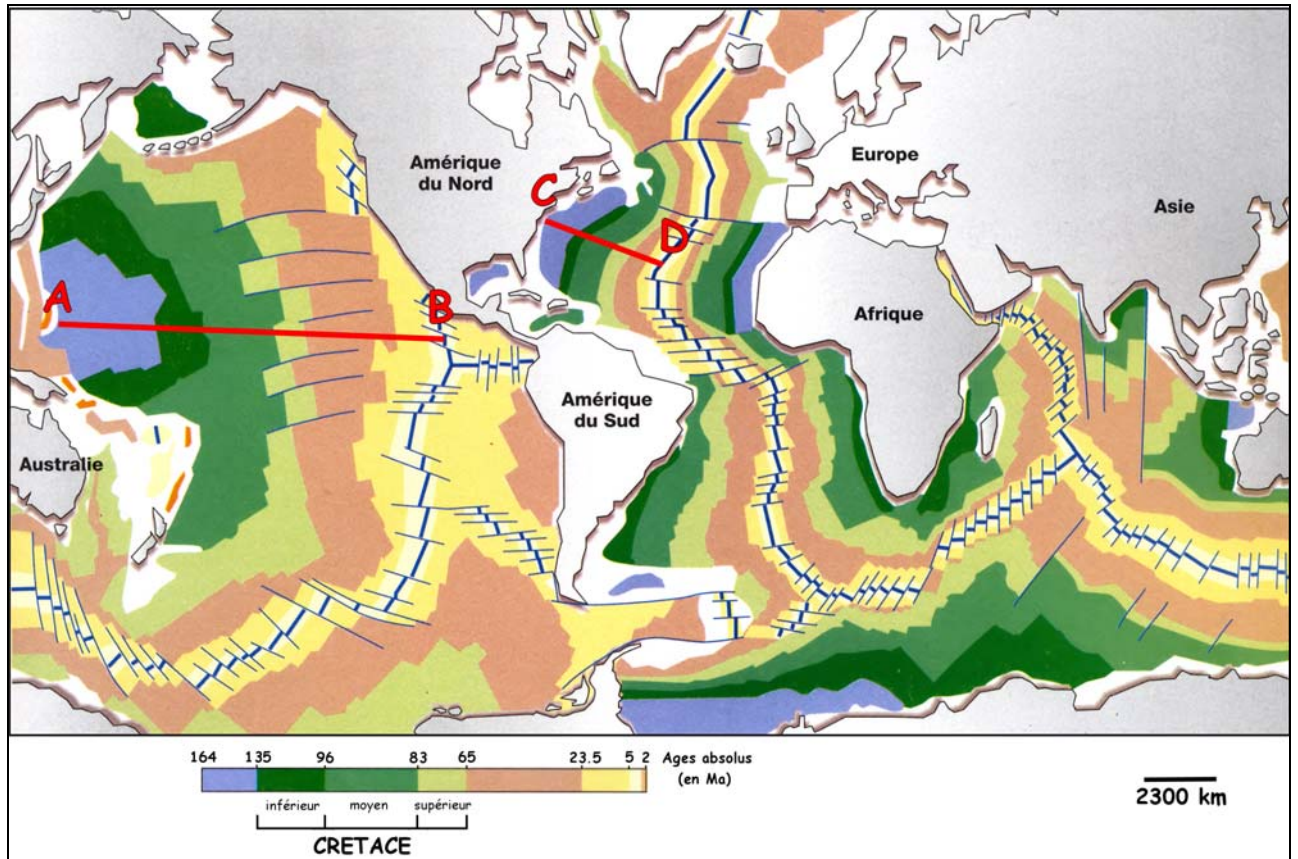 Amérique
du Nord
Europe
Asie
C
D
A
B
Afrique
Amérique
du Sud
Australie
164 135 96 83 65 23.5 5 2 Ages absolus
(en Ma)
inférieur moyen supérieur
CRETACE
2300 km